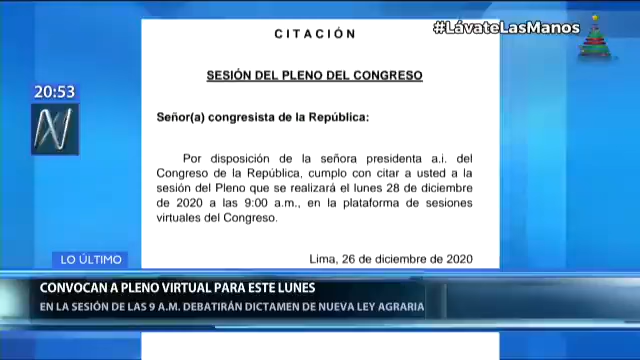 CITACIÓN
#LávateLasManos
SESIÓN DEL PLENO DEL CONGRESO
20:53
N
Señor(a) congresista de la República:
Por disposición de la señora presidenta a.i. del
Congreso de la República, cumplo con citar a usted a la
sesión del Pleno que se realizará el lunes 28 de diciembre
de 2020 a las 9:00 a.m., en la plataforma de sesiones
virtuales del Congreso.
Lima, 26 de diciembre de 2020
LO ÚLTIMO
CONVOCAN A PLENO VIRTUAL PARA ESTE LUNES
EN LA SESIÓN DE LAS 9 A.M. DEBATIRÁN DICTAMEN DE NUEVA LEY AGRARIA